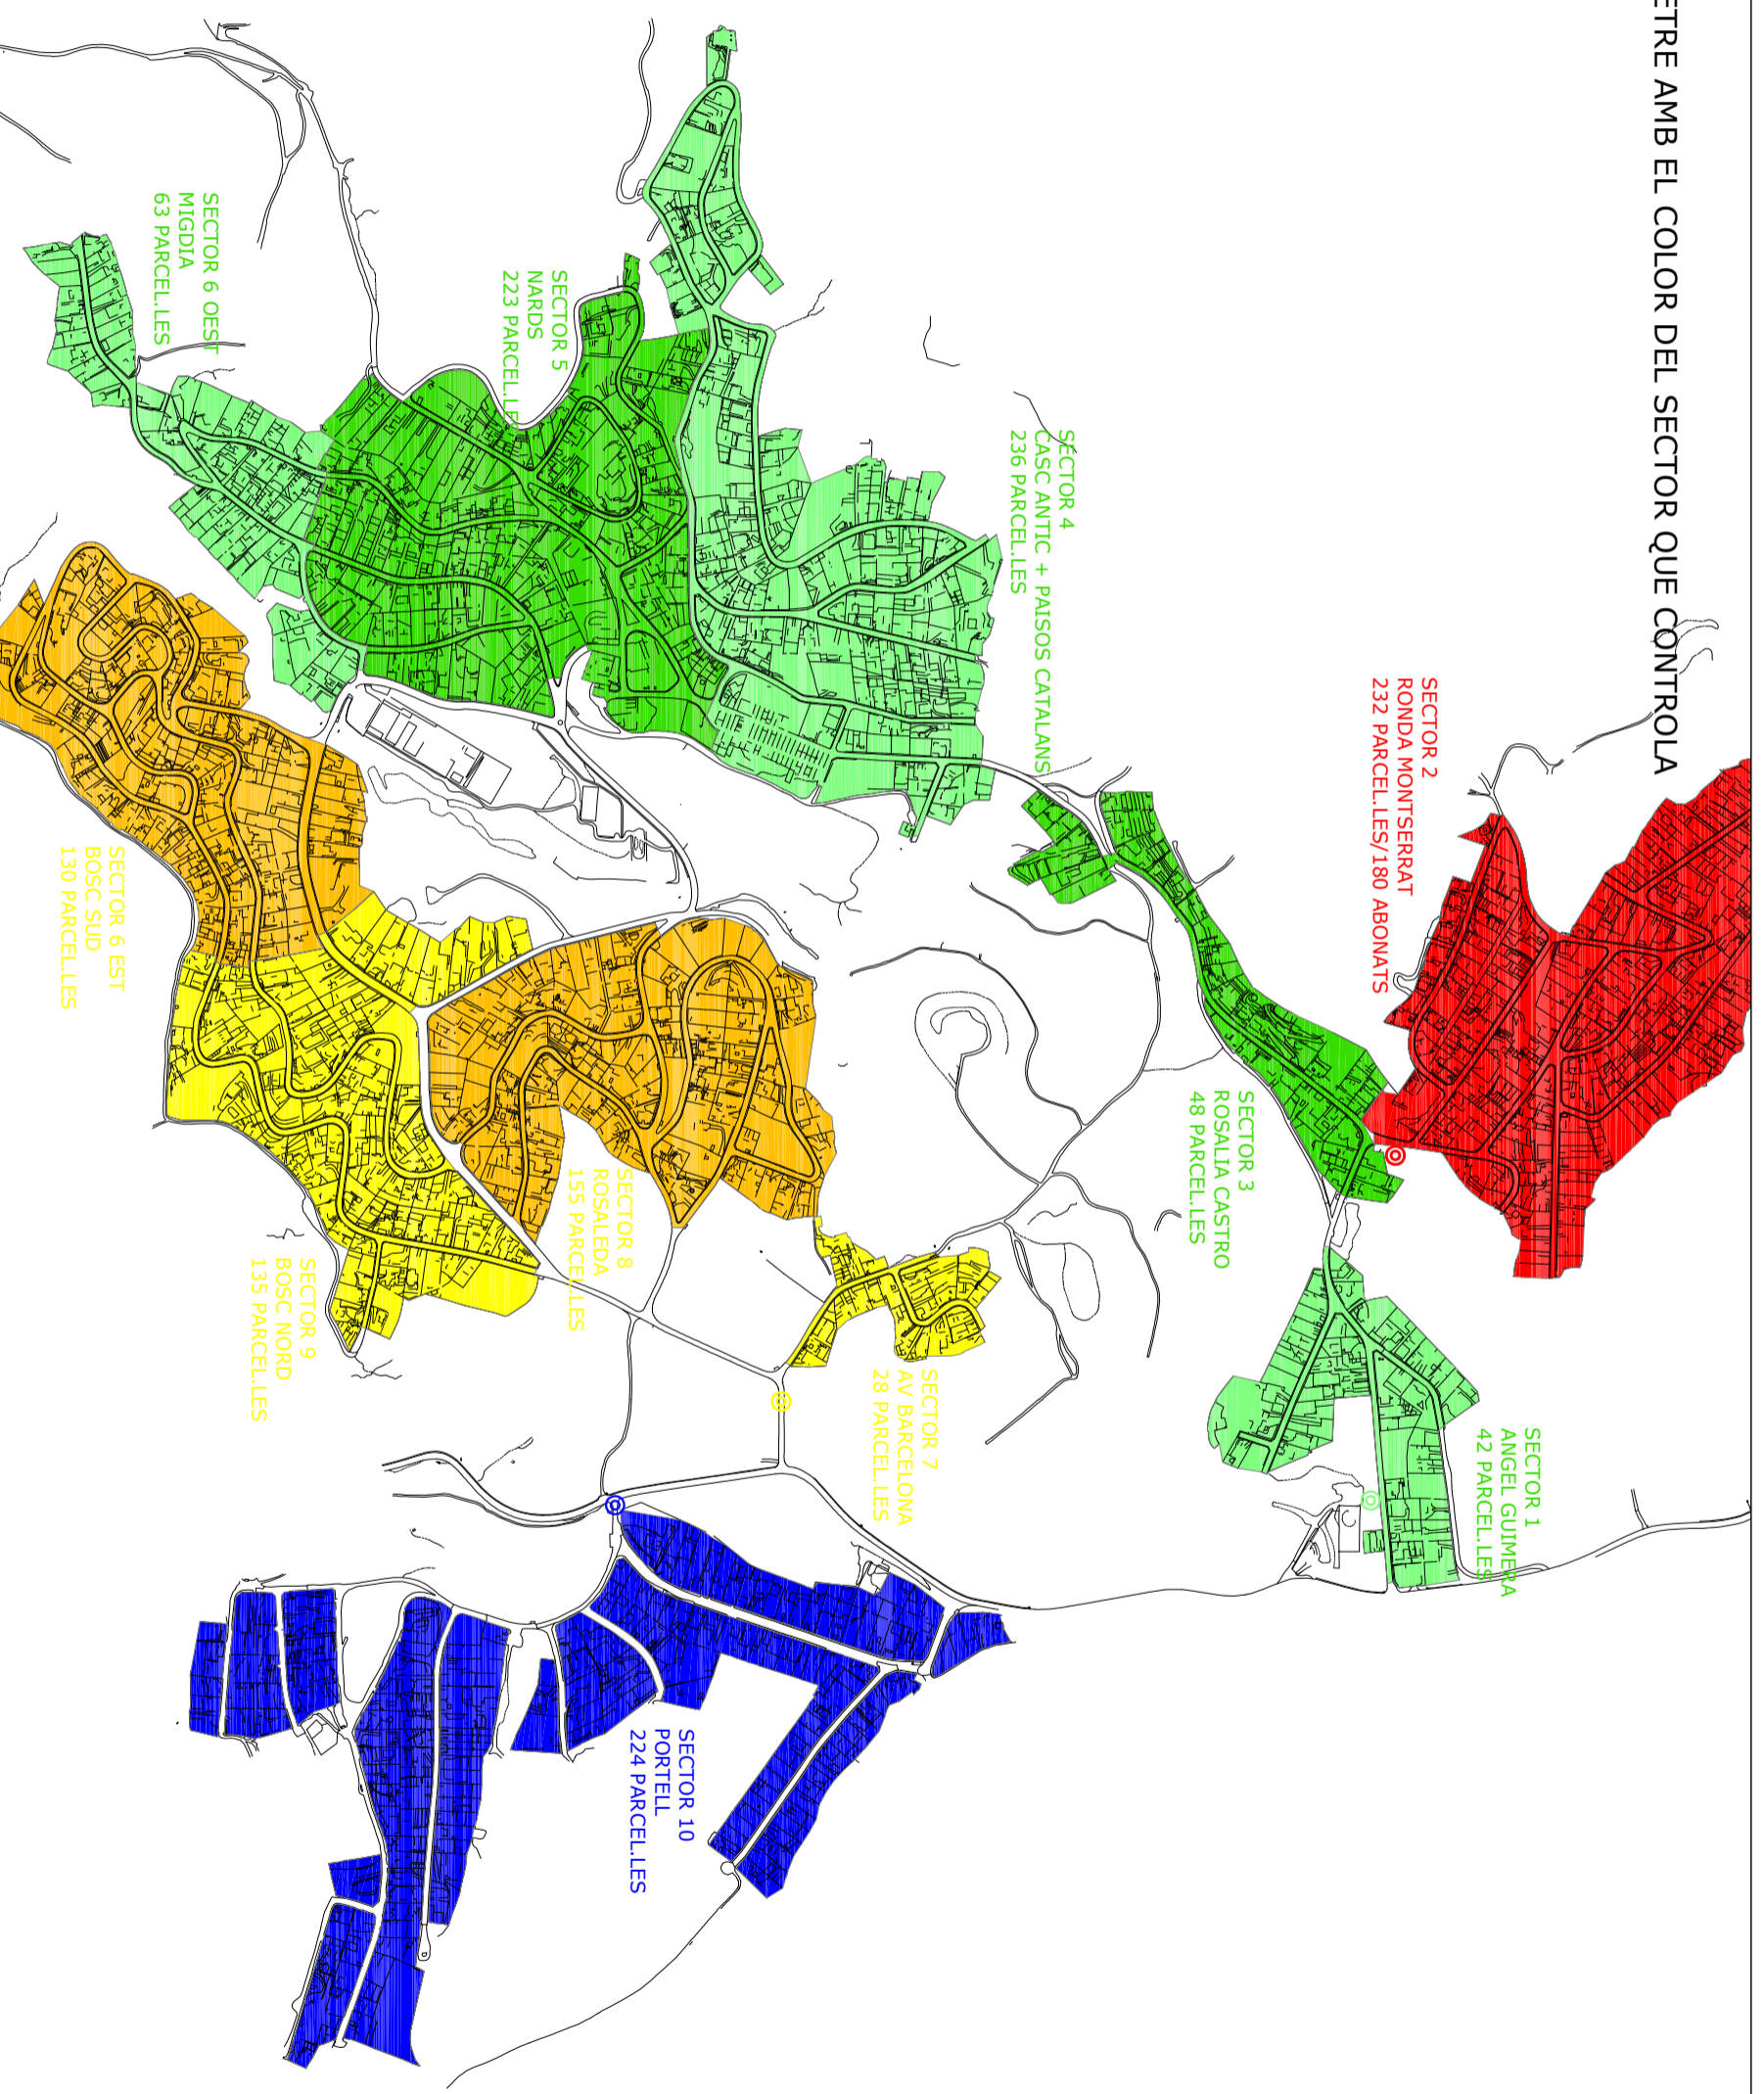 ETRE AMB EL COLOR DEL SECTOR QUE CONTROLA
SECTOR 2
RONDA MONTSERRAT
232 PARCEL.LES/180 ABONATS
SECTOR 1
ANGEL GUIMERA
42 PARCEL.LES
SECTOR 3
ROSALIA CASTRO
48 PARCEL.LES
SECTOR 4
CASC ANTIC + PAISOS CATALANS
236 PARCEL.LES
SECTOR 7
AV BARCELONA
28 PARCEL.LES
SECTOR 5
NARDS
223 PARCEL.LES
SECTOR 10
PORTELL
224 PARCEL.LES
SECTOR 8
ROSALEDA
155 PARCEL.LES
SECTOR 9
BOSC NORD
135 PARCEL.LES
SECTOR 6 OEST
MIGDIA
63 PARCEL.LES
SECTOR 6 EST
BOSC SUD
130 PARCEL.LES